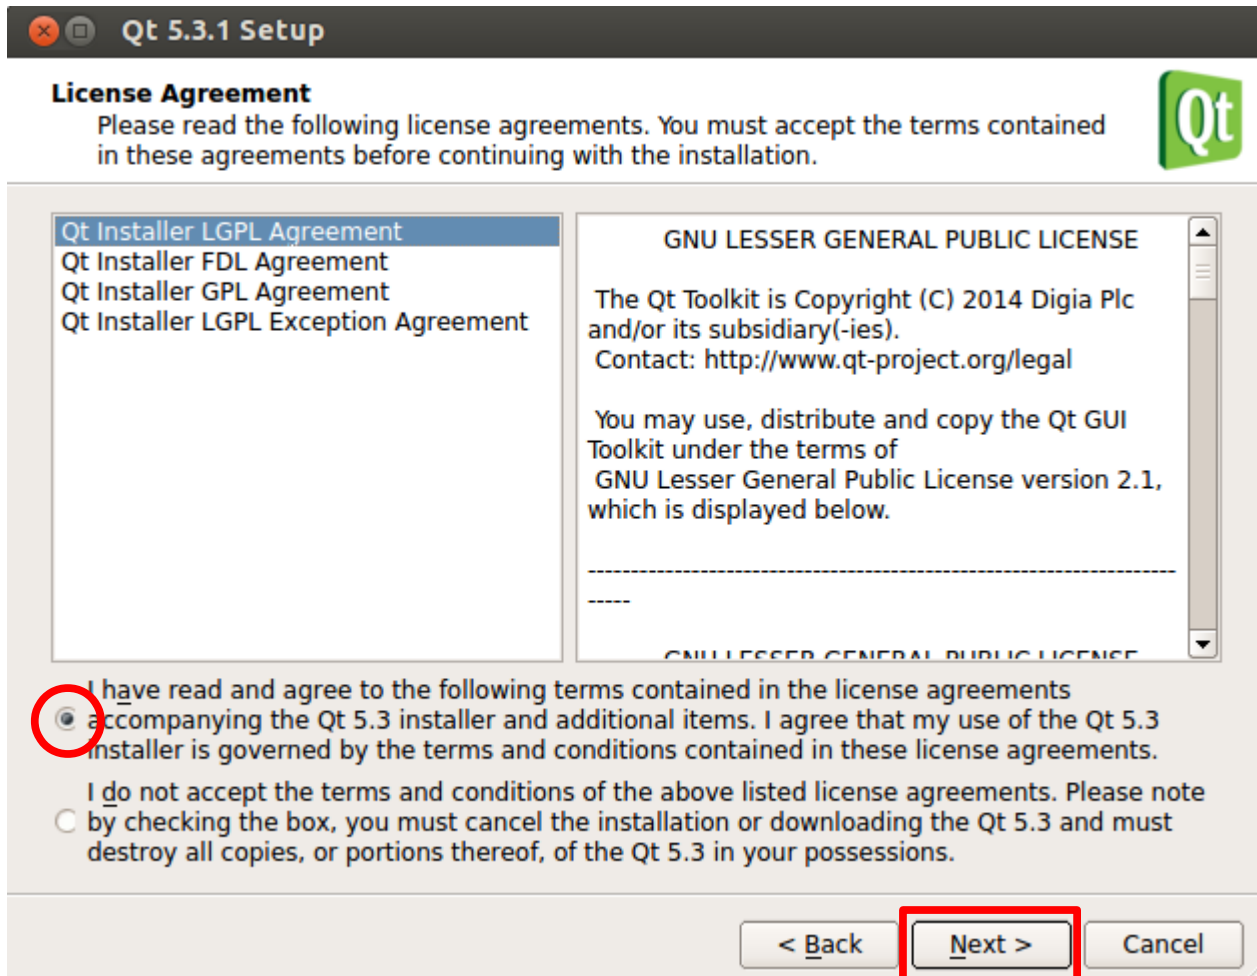 Qt 5.3.1 Setup
License Agreement
Please read the following license agreements. You must accept the terms contained
in these agreements before continuing with the installation.
Qt
Qt Installer LGPL Agreement
Qt Installer FDL Agreement
Qt Installer GPL Agreement
Qt Installer LGPL Exception Agreement
GNU LESSER GENERAL PUBLIC LICENSE
The Qt Toolkit is Copyright (C) 2014 Digia Plc
and/or its subsidiary(-ies).
Contact: http://www.qt-project.org/legal
You may use, distribute and copy the Qt GUI
Toolkit under the terms of
GNU Lesser General Public License version 2.1,
which is displayed below.
----------------------------------------------------------------------
-----
GNU LESSER GENERAL PUBLIC LICENSE
I have read and agree to the following terms contained in the license agreements
accompanying the Qt 5.3 installer and additional items. I agree that my use of the Qt 5.3
installer is governed by the terms and conditions contained in these license agreements.
I do not accept the terms and conditions of the above listed license agreements. Please note
by checking the box, you must cancel the installation or downloading the Qt 5.3 and must
destroy all copies, or portions thereof, of the Qt 5.3 in your possessions.
< Back
Next >
Cancel